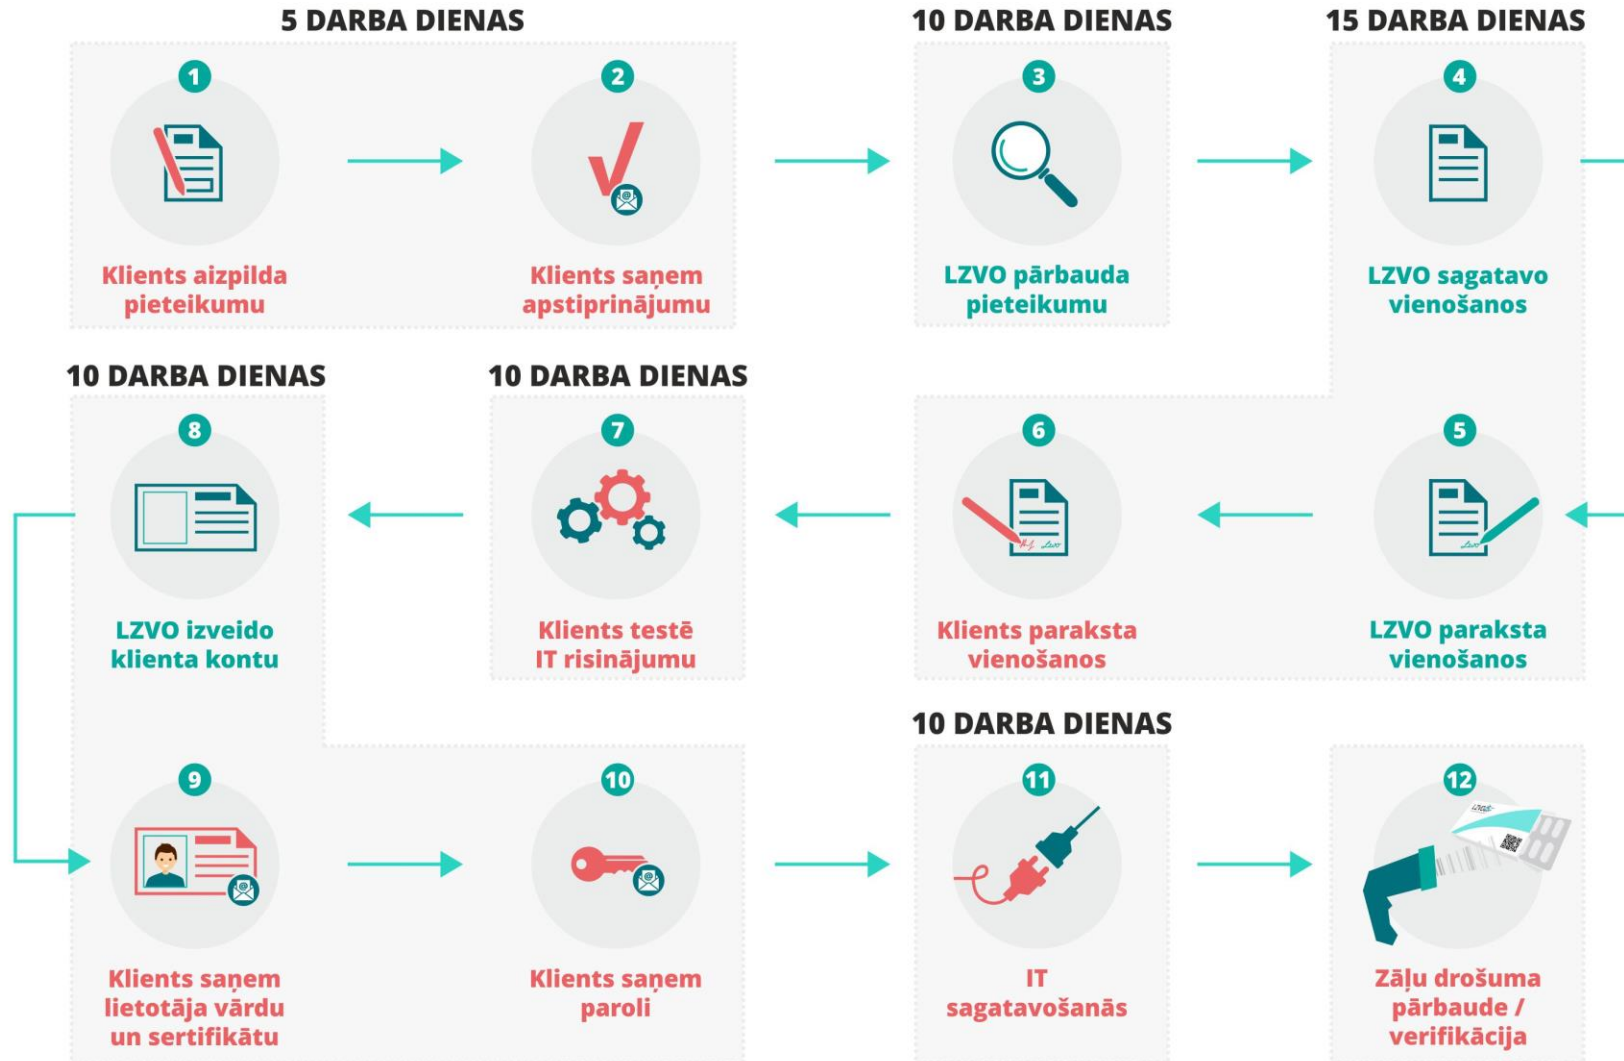 5 DARBA DIENAS
10 DARBA DIENAS
15 DARBA DIENAS
1
2
3
4
Klients aizpilda
pieteikumu
Klients saņem
apstiprinājumu
LZVO pārbauda
pieteikumu
LZVO sagatavo
vienošanos
10 DARBA DIENAS
10 DARBA DIENAS
8
7
6
5
LZVO izveido
klienta kontu
Klients testē
IT risinājumu
Klients paraksta
vienošanos
LZVO paraksta
vienošanos
10 DARBA DIENAS
9
10
11
12
Klients saņem
lietotāja vārdu
un sertifikātu
Klients saņem
paroli
IT
sagatavošanās
Zāļu drošuma
pārbaude /
verifikācija